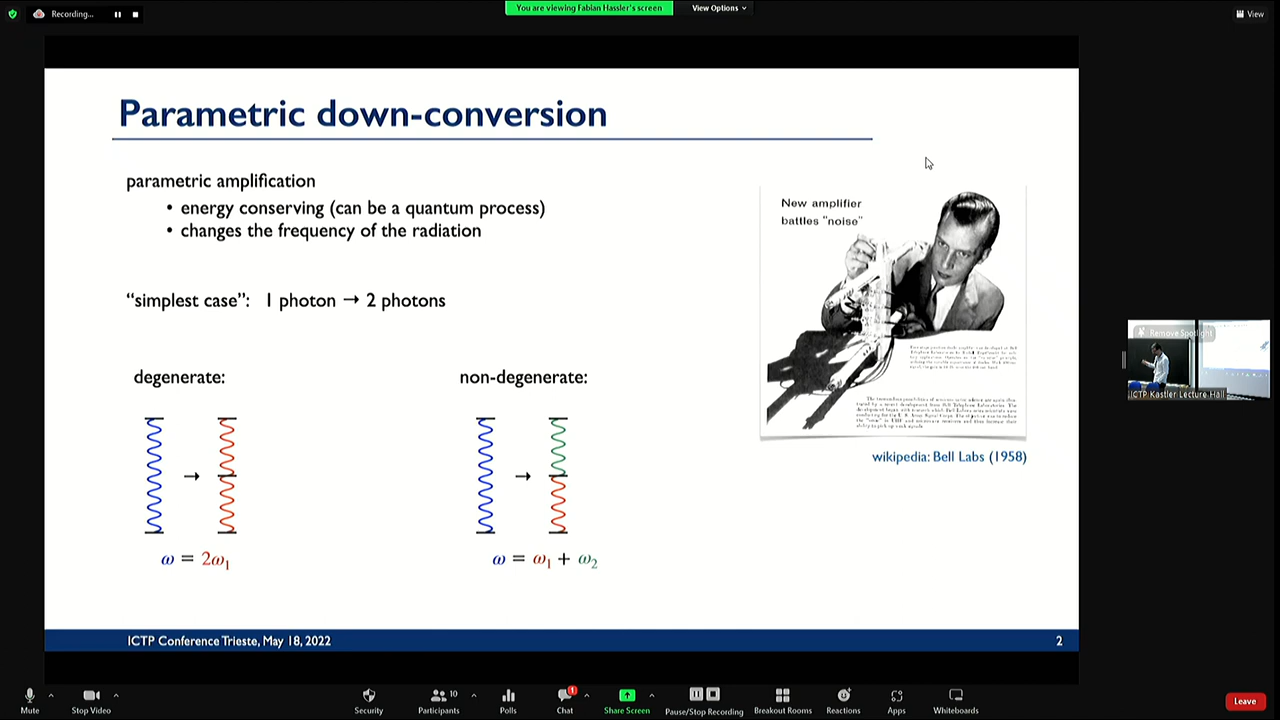 Recording...
You are viewing Fabian Hassler's screen
View Options
View
Parametric down-conversion
parametric amplification
• energy conserving (can be a quantum process)
• changes the frequency of the radiation
“simplest case”: 1 photon → 2 photons
degenerate:
non-degenerate:
→
→
ω = 2ω₁
ω = ω₁ + ω₂
New amplifier
battles "noise"
wikipedia: Bell Labs (1958)
Remove Spotlight
ICTP Kastler Lecture Hall
ICTP Conference Trieste, May 18, 2022
2
Mute
Stop Video
Security
10
Participants
Polls
1
Chat
Share Screen
Pause/Stop Recording
Breakout Rooms
Reactions
Apps
Whiteboards
Leave